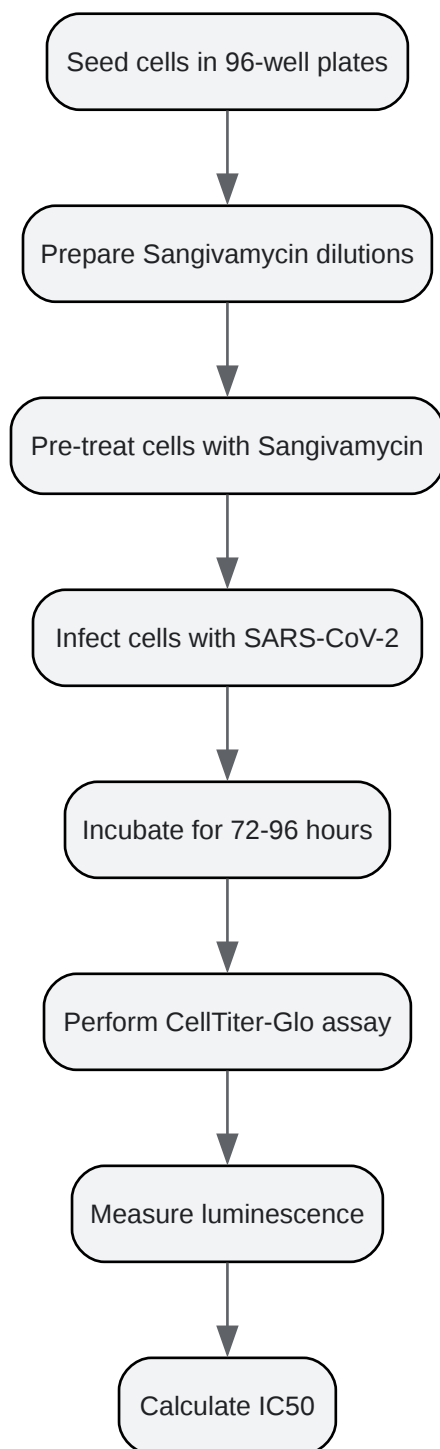 Seed cells in 96-well plates
Prepare Sangivamycin dilutions
Pre-treat cells with Sangivamycin
Infect cells with SARS-CoV-2
Incubate for 72-96 hours
Perform CellTiter-Glo assay
Measure luminescence
Calculate IC50